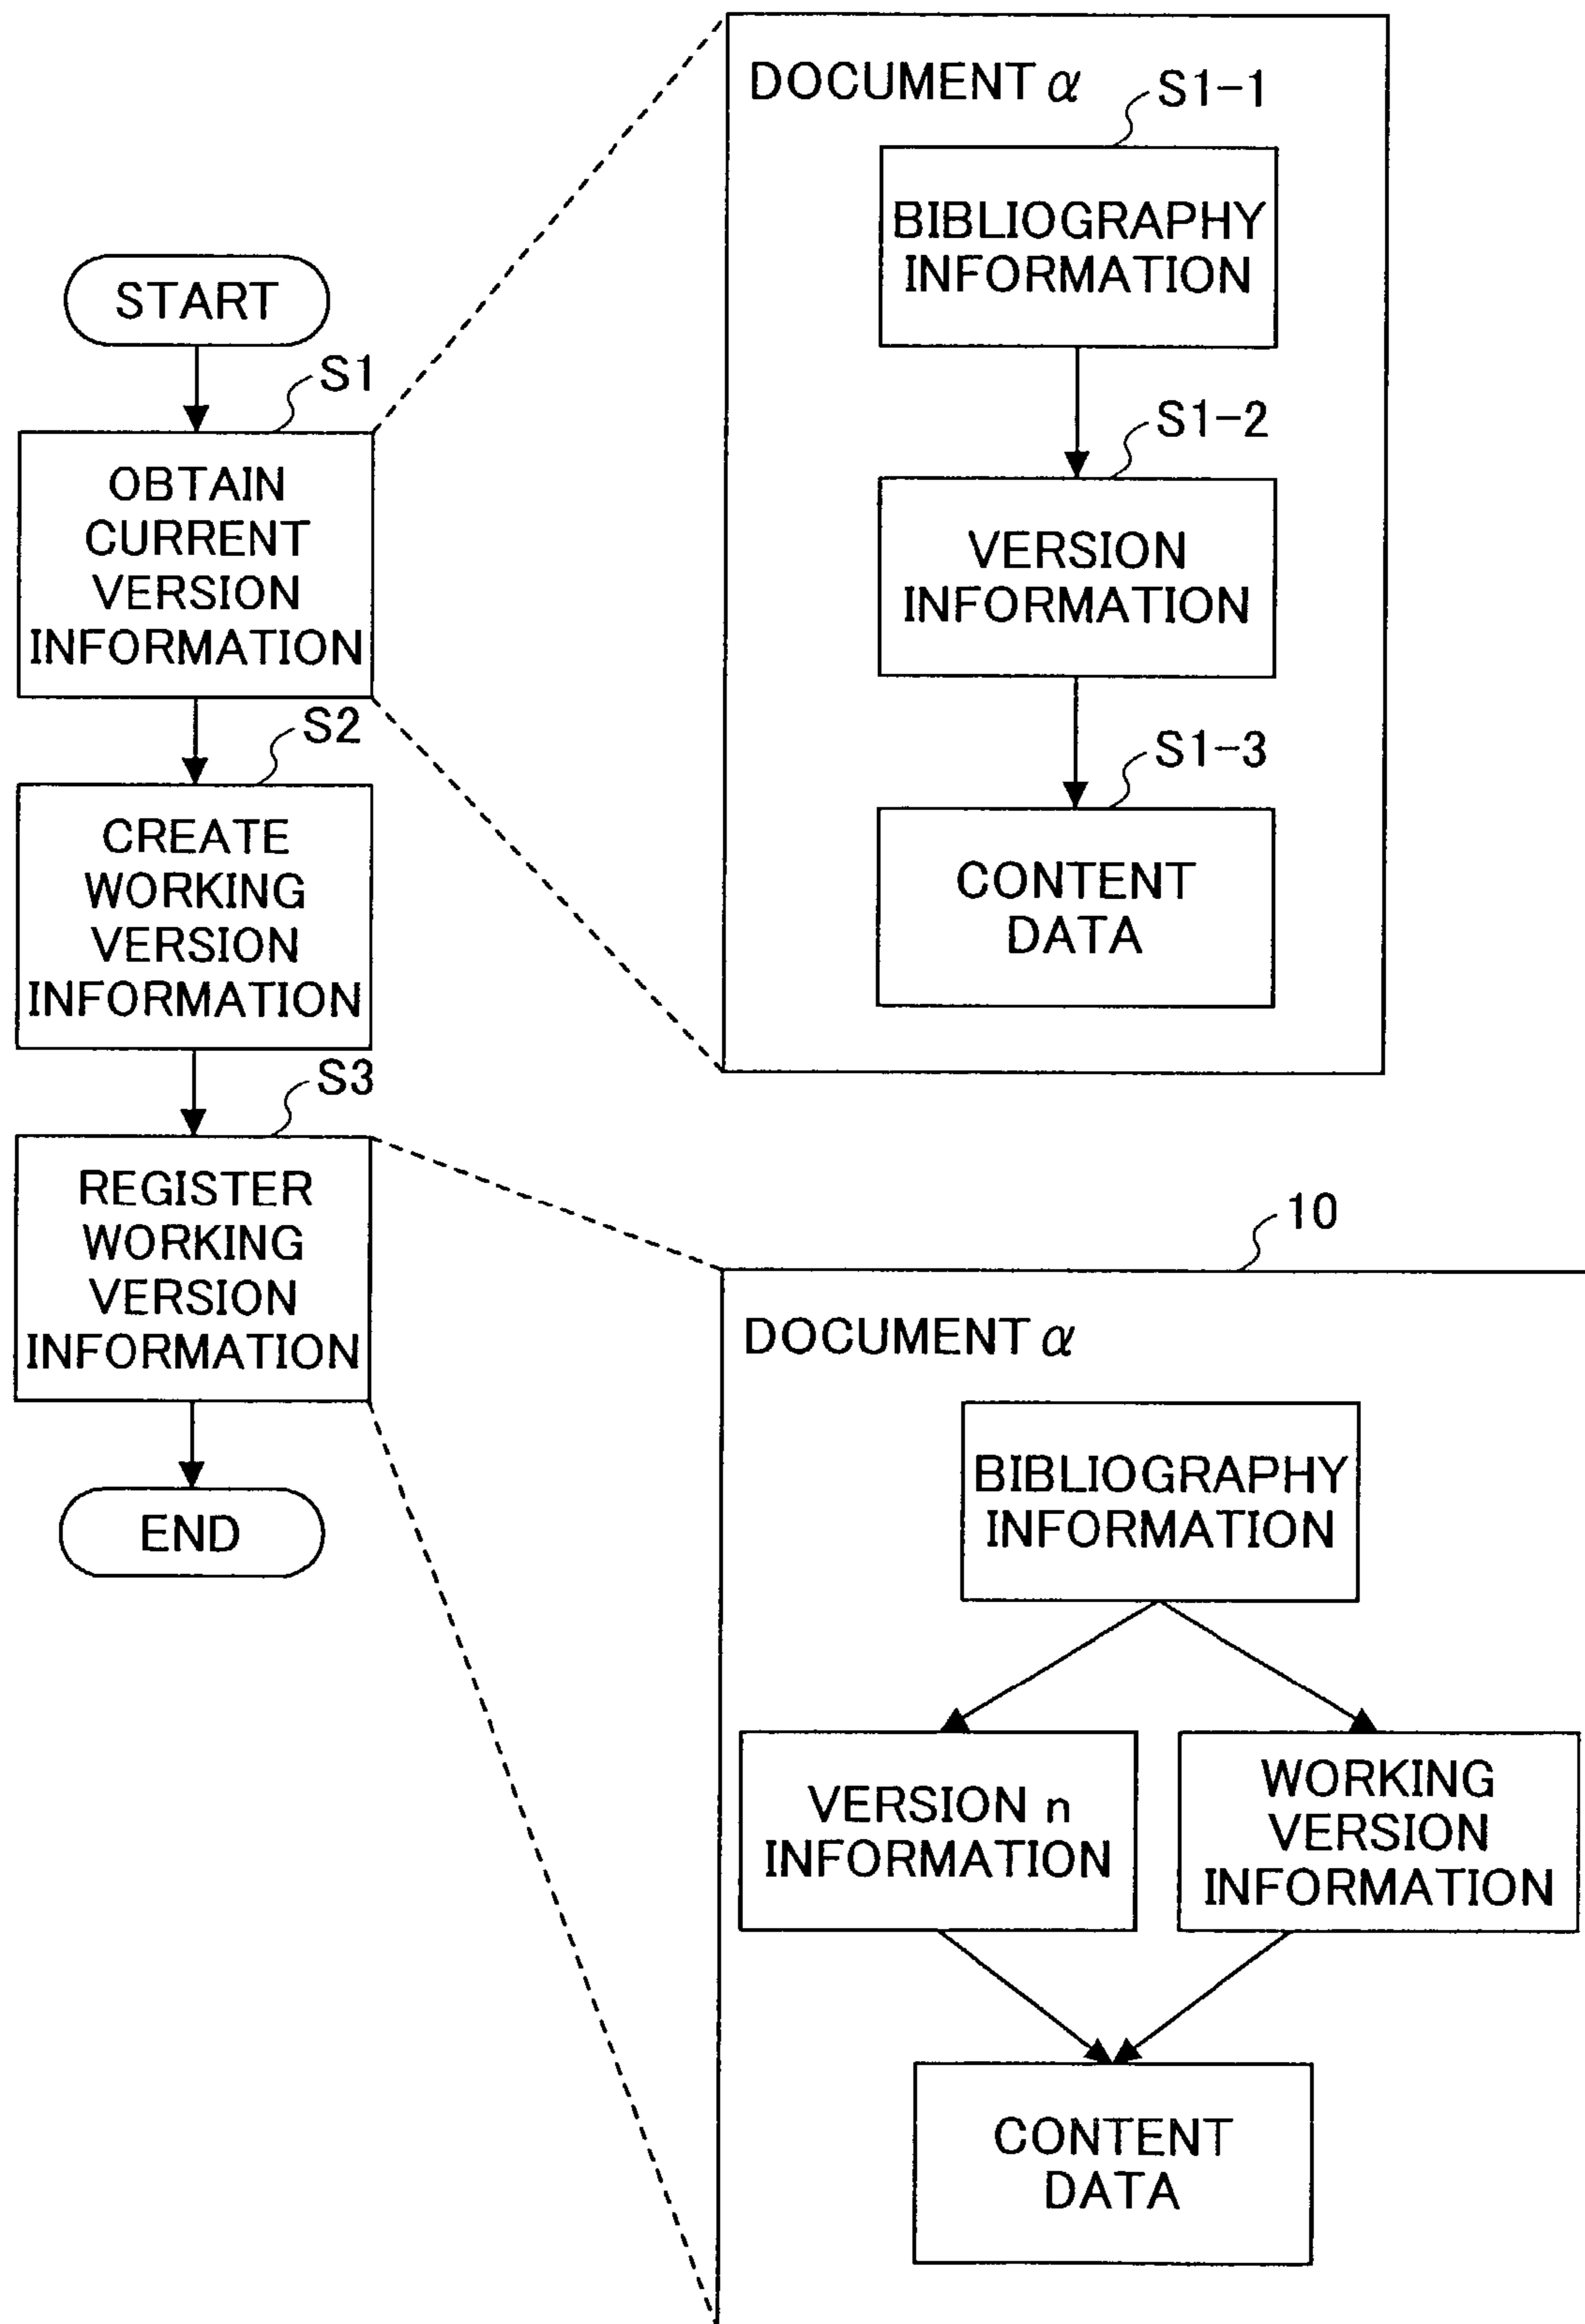 START
S1
OBTAIN
CURRENT
VERSION
INFORMATION
S2
CREATE
WORKING
VERSION
INFORMATION
S3
REGISTER
WORKING
VERSION
INFORMATION
END
DOCUMENT α
S1-1
BIBLIOGRAPHY
INFORMATION
S1-2
VERSION
INFORMATION
S1-3
CONTENT
DATA
10
DOCUMENT α
BIBLIOGRAPHY
INFORMATION
VERSION n
INFORMATION
WORKING
VERSION
INFORMATION
CONTENT
DATA